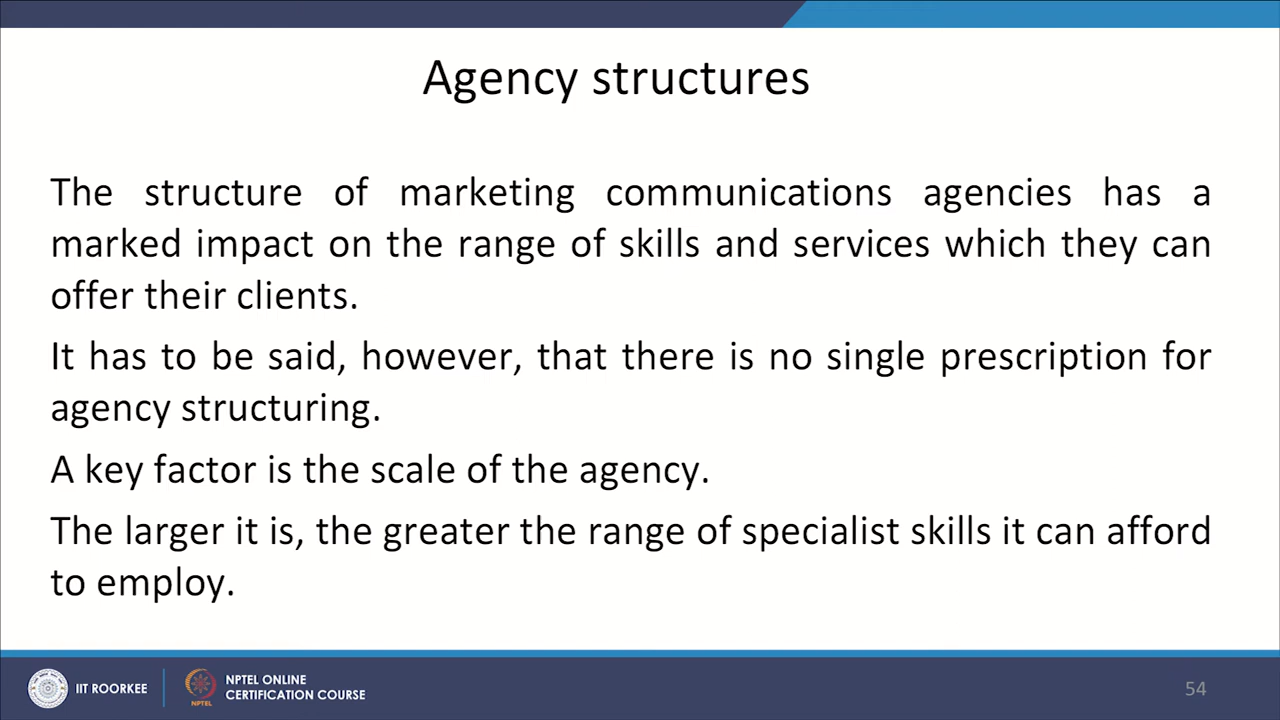 Agency structures
The structure of marketing communications agencies has a
marked impact on the range of skills and services which they can
offer their clients.
It has to be said, however, that there is no single prescription for
agency structuring.
A key factor is the scale of the agency.
The larger it is, the greater the range of specialist skills it can afford
to employ.
IIT ROORKEE
NPTEL
NPTEL ONLINE
CERTIFICATION COURSE
54